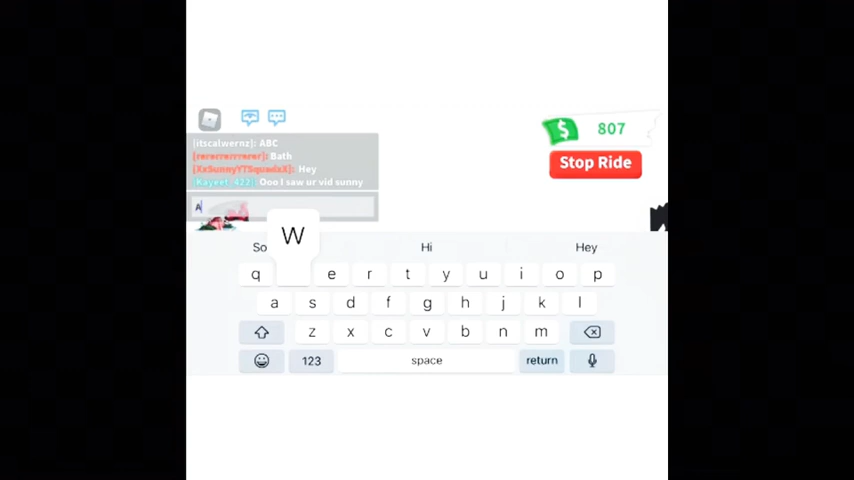 [itscalwernz]: ABC
Bath
[XxSunnyYTSquadxX]: Hey
[Kayeet_422]: Ooo I saw ur vid sunny
A
$ 807
Stop Ride
So Hi Hey
W
q e r t y u i o p
a s d f g h j k l
z x c v b n m
123 space return